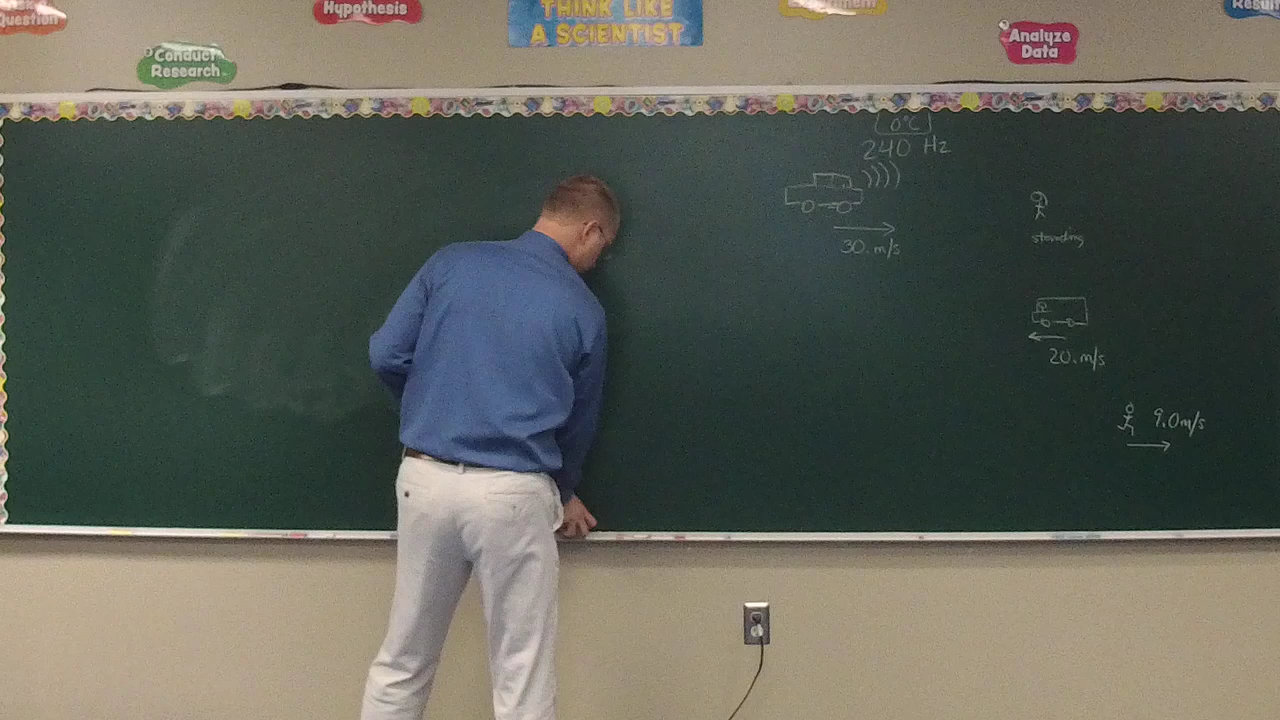 Question
Hypothesis
THINK LIKE
A SCIENTIST
Conduct
Research
Analyze
Data
0°C
240 Hz
30. m/s
standing
20. m/s
9.0 m/s